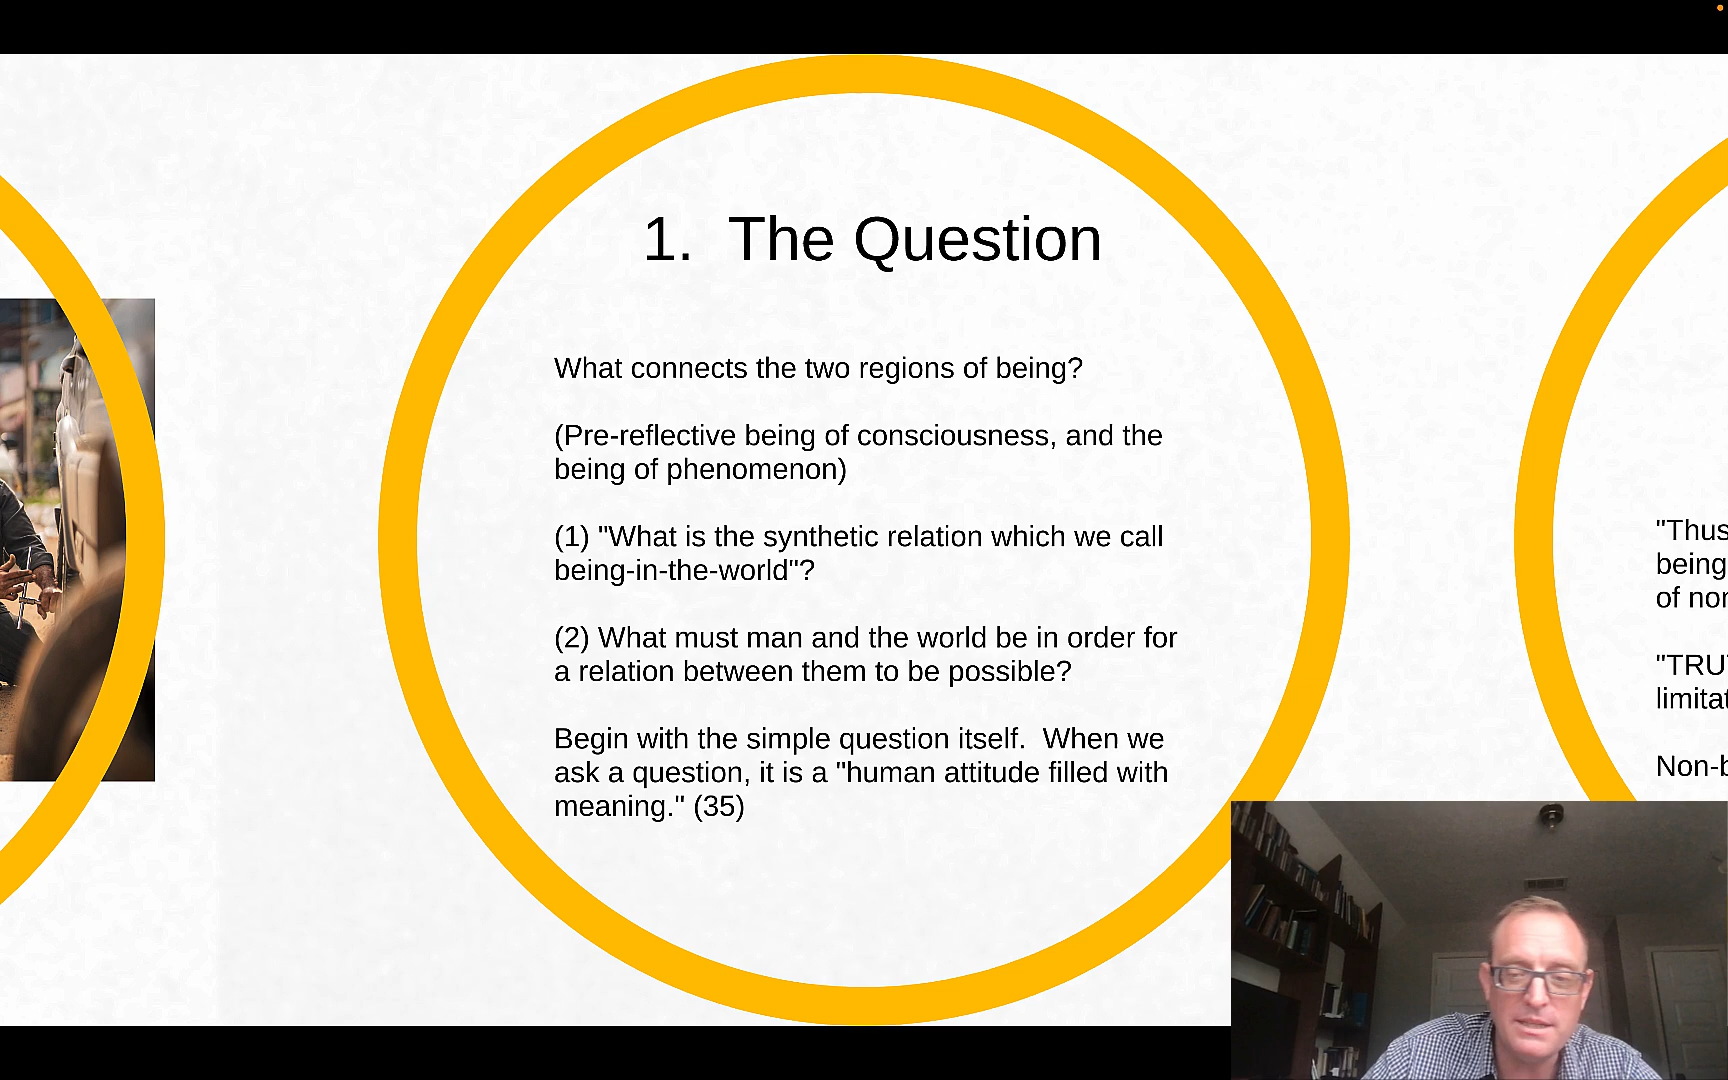 1.  The Question
What connects the two regions of being?
(Pre-reflective being of consciousness, and the
being of phenomenon)
(1) "What is the synthetic relation which we call
being-in-the-world"?
(2) What must man and the world be in order for
a relation between them to be possible?
Begin with the simple question itself.  When we
ask a question, it is a "human attitude filled with
meaning." (35)
"Thus
being
of